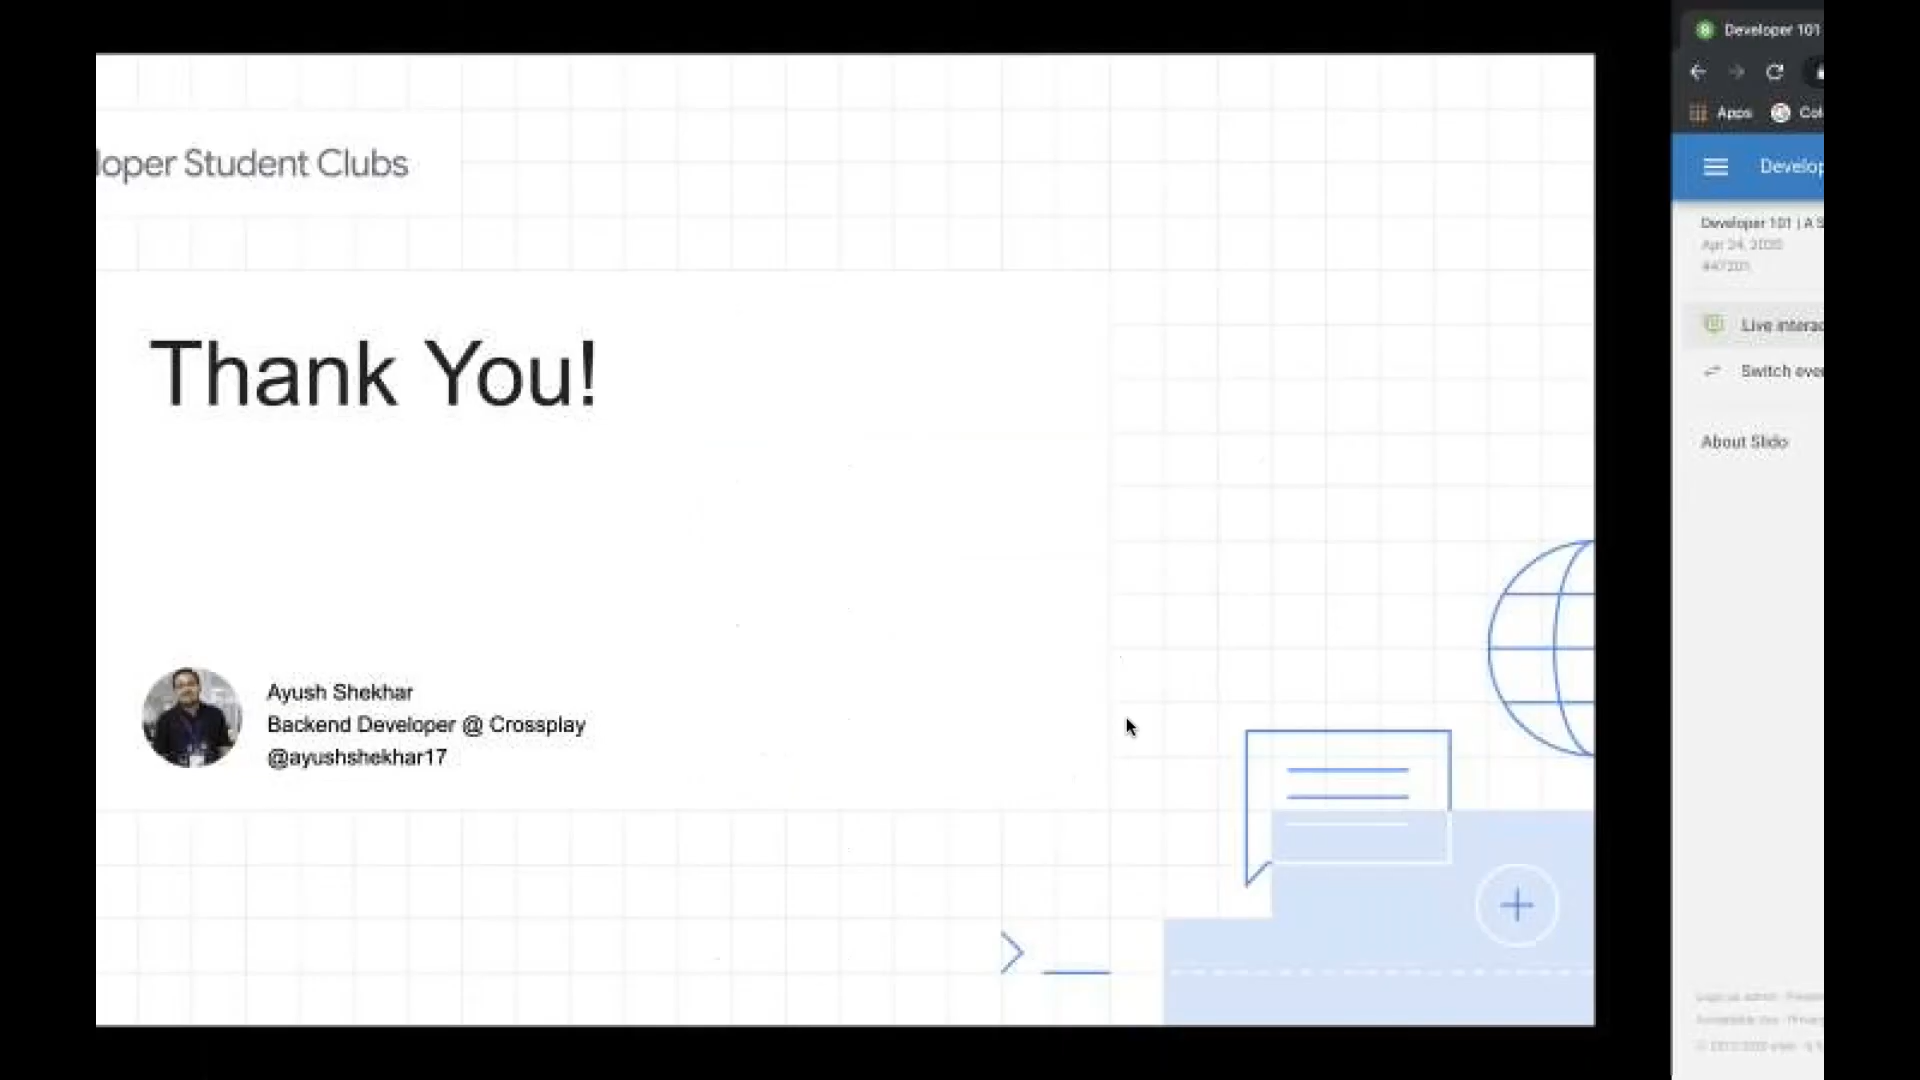 loper Student Clubs
Thank You!
Ayush Shekhar
Backend Developer @ Crossplay
@ayushshekhar17
Developer 101
Apps
Develop
Developer 101 | A S
Apr 24, 2020
Live interac
Switch even
About Slido